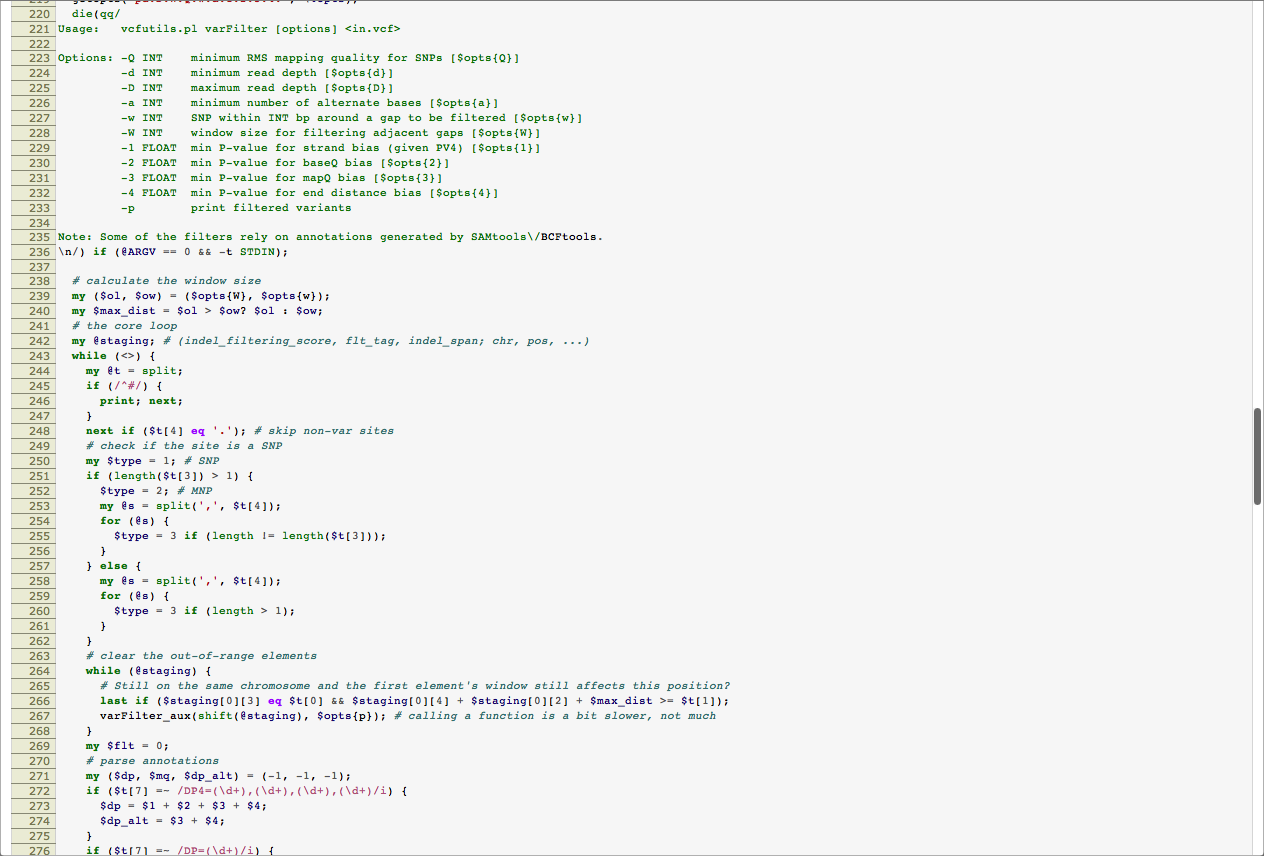 220   die(qq/
221 Usage:   vcfutils.pl varFilter [options] <in.vcf>
222
223 Options: -Q INT    minimum RMS mapping quality for SNPs [$opts{Q}]
224          -d INT    minimum read depth [$opts{d}]
225          -D INT    maximum read depth [$opts{D}]
226          -a INT    minimum number of alternate bases [$opts{a}]
227          -w INT    SNP within INT bp around a gap to be filtered [$opts{w}]
228          -W INT    window size for filtering adjacent gaps [$opts{W}]
229          -1 FLOAT  min P-value for strand bias (given PV4) [$opts{1}]
230          -2 FLOAT  min P-value for baseQ bias [$opts{2}]
231          -3 FLOAT  min P-value for mapQ bias [$opts{3}]
232          -4 FLOAT  min P-value for end distance bias [$opts{4}]
233          -p        print filtered variants
234
235 Note: Some of the filters rely on annotations generated by SAMtools\/BCFtools.
236 \n/) if (@ARGV == 0 && -t STDIN);
237
238   # calculate the window size
239   my ($ol, $ow) = ($opts{W}, $opts{w});
240   my $max_dist = $ol > $ow? $ol : $ow;
241   # the core loop
242   my @staging; # (indel_filtering_score, flt_tag, indel_span; chr, pos, ...)
243   while (<>) {
244     my @t = split;
245     if (/^#/) {
246       print; next;
247     }
248     next if ($t[4] eq '.'); # skip non-var sites
249     # check if the site is a SNP
250     my $type = 1; # SNP
251     if (length($t[3]) > 1) {
252       $type = 2; # MNP
253       my @s = split(',', $t[4]);
254       for (@s) {
255         $type = 3 if (length != length($t[3]));
256       }
257     } else {
258       my @s = split(',', $t[4]);
259       for (@s) {
260         $type = 3 if (length > 1);
261       }
262     }
263     # clear the out-of-range elements
264     while (@staging) {
265       # Still on the same chromosome and the first element's window still affects this position?
266       last if ($staging[0][3] eq $t[0] && $staging[0][4] + $staging[0][2] + $max_dist >= $t[1]);
267       varFilter_aux(shift(@staging), $opts{p}); # calling a function is a bit slower, not much
268     }
269     my $flt = 0;
270     # parse annotations
271     my ($dp, $mq, $dp_alt) = (-1, -1, -1);
272     if ($t[7] =~ /DP4=(\d+),(\d+),(\d+),(\d+)/i) {
273       $dp = $1 + $2 + $3 + $4;
274       $dp_alt = $3 + $4;
275     }
276     if ($t[7] =~ /DP=(\d+)/i) {